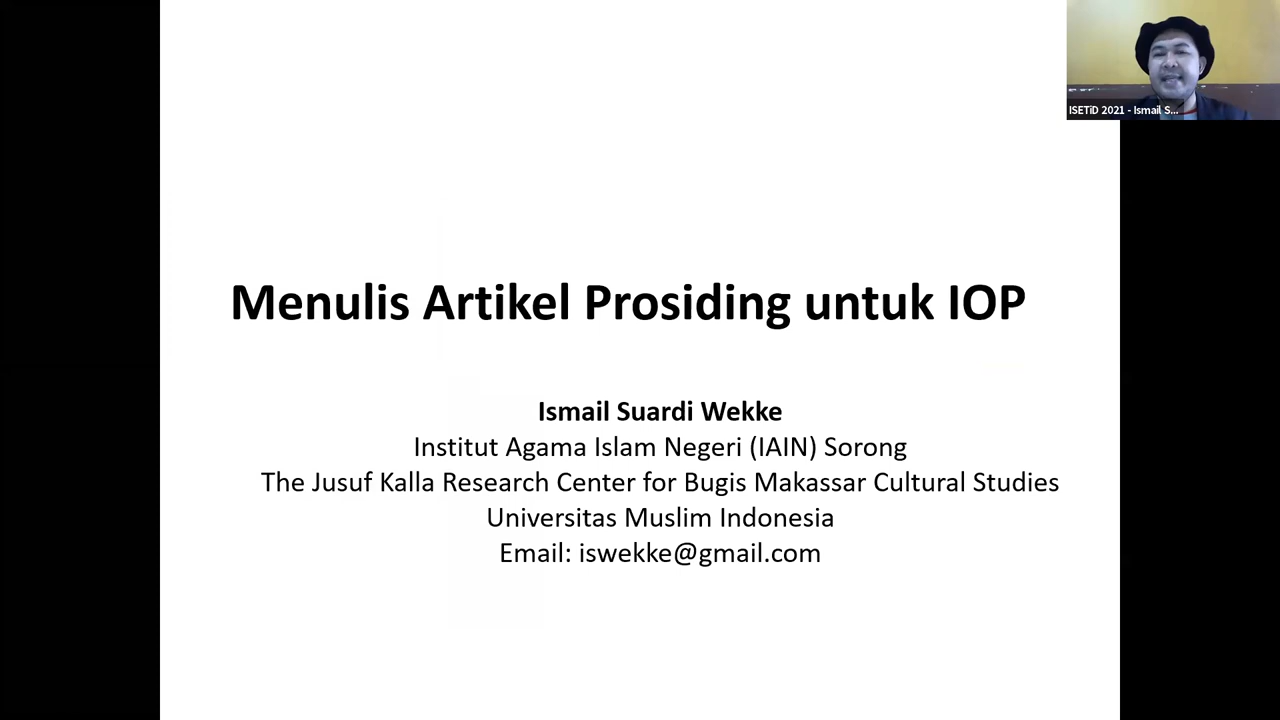 ISETiD 2021 - Ismail S...
Menulis Artikel Prosiding untuk IOP
Ismail Suardi Wekke
Institut Agama Islam Negeri (IAIN) Sorong
The Jusuf Kalla Research Center for Bugis Makassar Cultural Studies
Universitas Muslim Indonesia
Email: iswekke@gmail.com